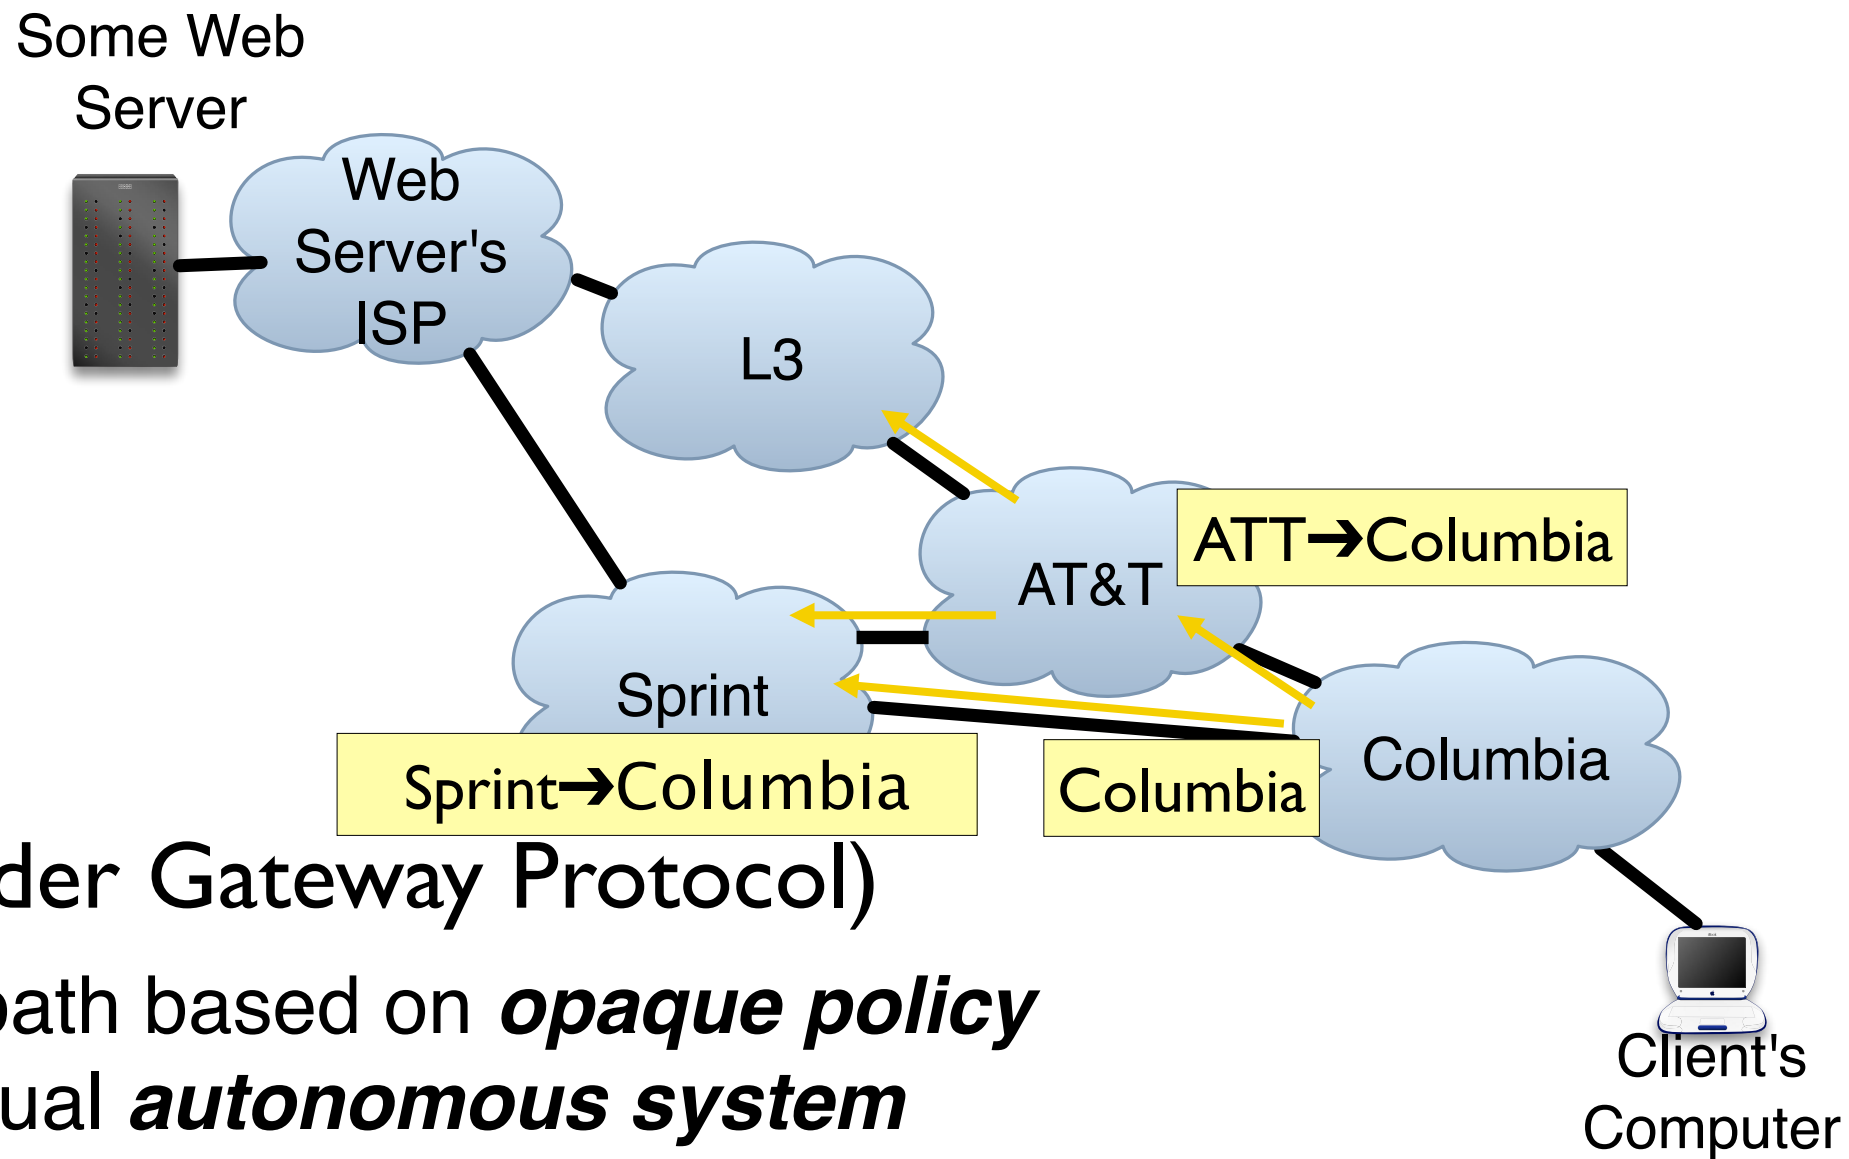 Some Web
Server
Web
Server's
ISP
L3
AT&T
ATT➔Columbia
Sprint
Columbia
Sprint➔Columbia
Columbia
der Gateway Protocol)
path based on opaque policy
ual autonomous system
Client's
Computer